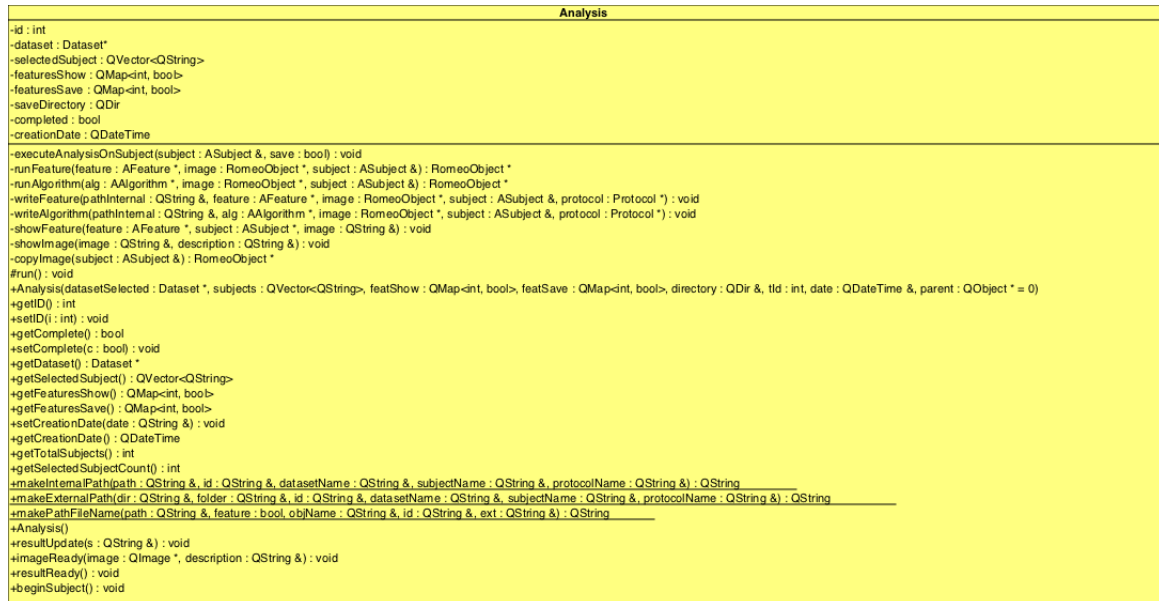 Analysis
-id : int
-dataset : Dataset*
-selectedSubject : QVector<QString>
-featuresShow : QMap<int, bool>
-featuresSave : QMap<int, bool>
-saveDirectory : QDir
-completed : bool
-creationDate : QDateTime
-executeAnalysisOnSubject(subject : ASubject &, save : bool) : void
-runFeature(feature : AFeature *, image : RomeoObject *, subject : ASubject &) : RomeoObject *
-runAlgorithm(alg : AAlgorithm *, image : RomeoObject *, subject : ASubject &) : RomeoObject *
-writeFeature(pathInternal : QString &, feature : AFeature *, image : RomeoObject *, subject : ASubject &, protocol : Protocol *) : void
-writeAlgorithm(pathInternal : QString &, alg : AAlgorithm *, image : RomeoObject *, subject : ASubject &, protocol : Protocol *) : void
-showFeature(feature : AFeature *, subject : ASubject *, image : QString &) : void
-showImage(image : QString &, description : QString &) : void
-copyImage(subject : ASubject &) : RomeoObject *
#run() : void
+Analysis(datasetSelected : Dataset *, subjects : QVector<QString>, featShow : QMap<int, bool>, featSave : QMap<int, bool>, directory : QDir &, tId : int, date : QDateTime &, parent : QObject * = 0)
+getID() : int
+setID(i : int) : void
+getComplete() : bool
+setComplete(c : bool) : void
+getDataset() : Dataset *
+getSelectedSubject() : QVector<QString>
+getFeaturesShow() : QMap<int, bool>
+getFeaturesSave() : QMap<int, bool>
+setCreationDate(date : QString &) : void
+getCreationDate() : QDateTime
+getTotalSubjects() : int
+getSelectedSubjectCount() : int
+makeInternalPath(path : QString &, id : QString &, datasetName : QString &, subjectName : QString &, protocolName : QString &) : QString
+makeExternalPath(dir : QString &, folder : QString &, id : QString &, datasetName : QString &, subjectName : QString &, protocolName : QString &) : QString
+makePathFileName(path : QString &, feature : bool, objName : QString &, id : QString &, ext : QString &) : QString
+Analysis()
+resultUpdate(s : QString &) : void
+imageReady(image : QImage *, description : QString &) : void
+resultReady() : void
+beginSubject() : void